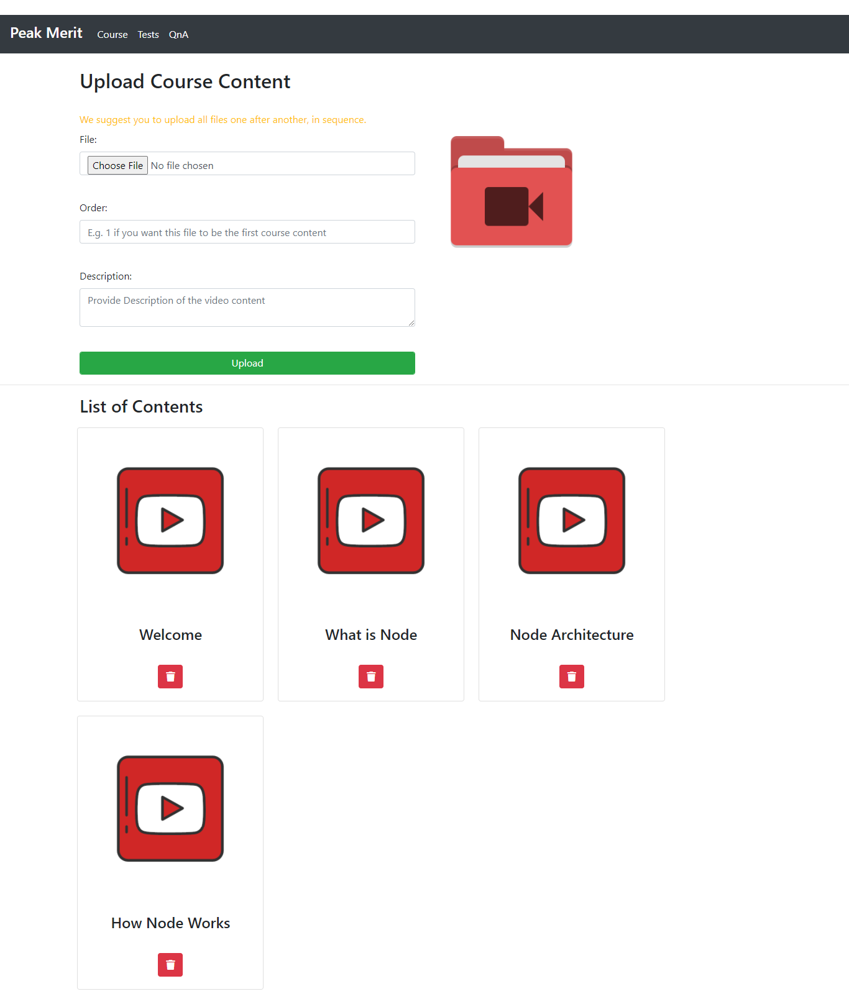 Peak Merit Course Tests QnA
Upload Course Content
We suggest you to upload all files one after another, in sequence.
File:
Choose File No file chosen
Order:
E.g. 1 if you want this file to be the first course content
Description:
Provide Description of the video content
Upload
List of Contents
Welcome
What is Node
Node Architecture
How Node Works